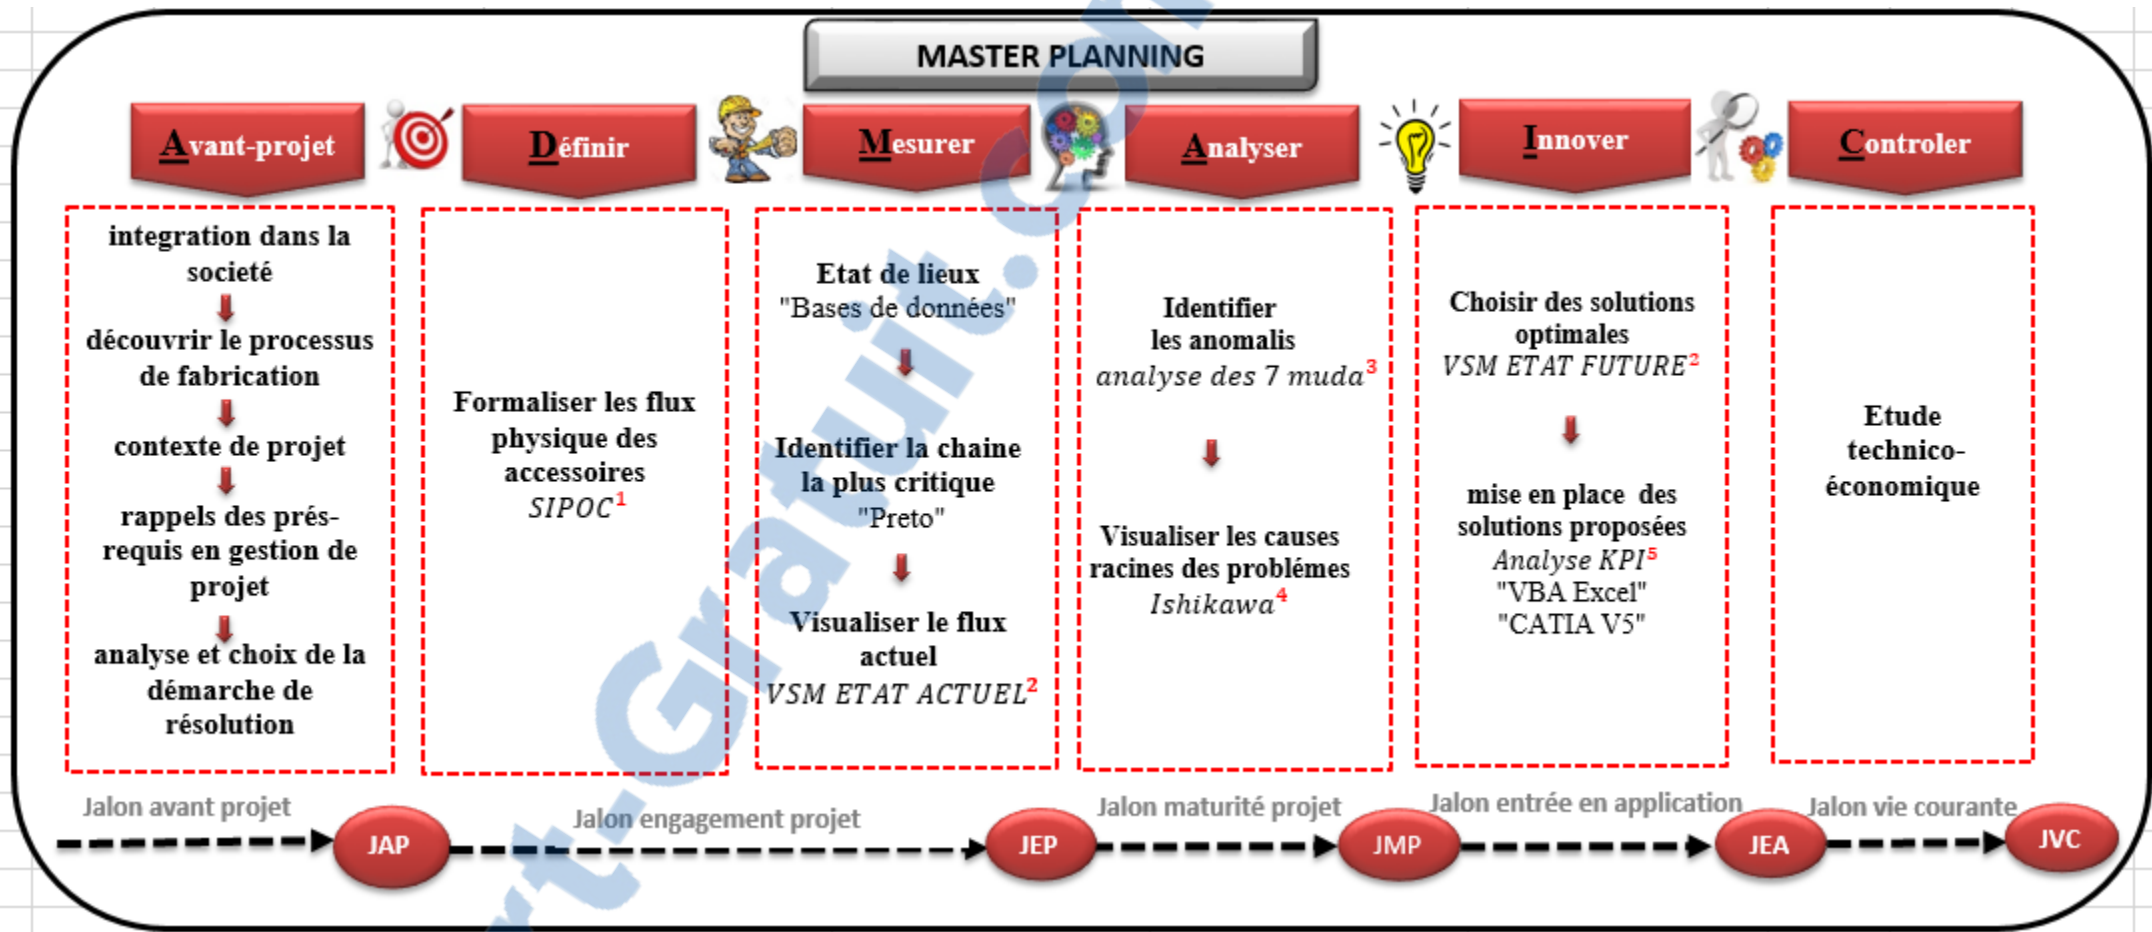 MASTER PLANNING
Avant-projet
Définir
Mesurer
Analyser
Innover
Controler
integration dans la
societé
découvrir le processus
de fabrication
contexte de projet
rappels des prés-
requis en gestion de
projet
analyse et choix de la
démarche de
résolution
Formaliser les flux
physique des
accessoires
SIPOC¹
Etat de lieux
"Bases de données"
Identifier la chaine
la plus critique
"Preto"
Visualiser le flux
actuel
VSM ETAT ACTUEL²
Identifier
les anomalis
analyse des 7 muda³
Visualiser les causes
racines des problémes
Ishikawa⁴
Choisir des solutions
optimales
VSM ETAT FUTURE²
mise en place des
solutions proposées
Analyse KPI⁵
"VBA Excel"
"CATIA V5"
Etude
technico-
économique
Jalon avant projet
JAP
Jalon engagement projet
JEP
Jalon maturité projet
JMP
Jalon entrée en application
JEA
Jalon vie courante
JVC
rt-Gratuit.com